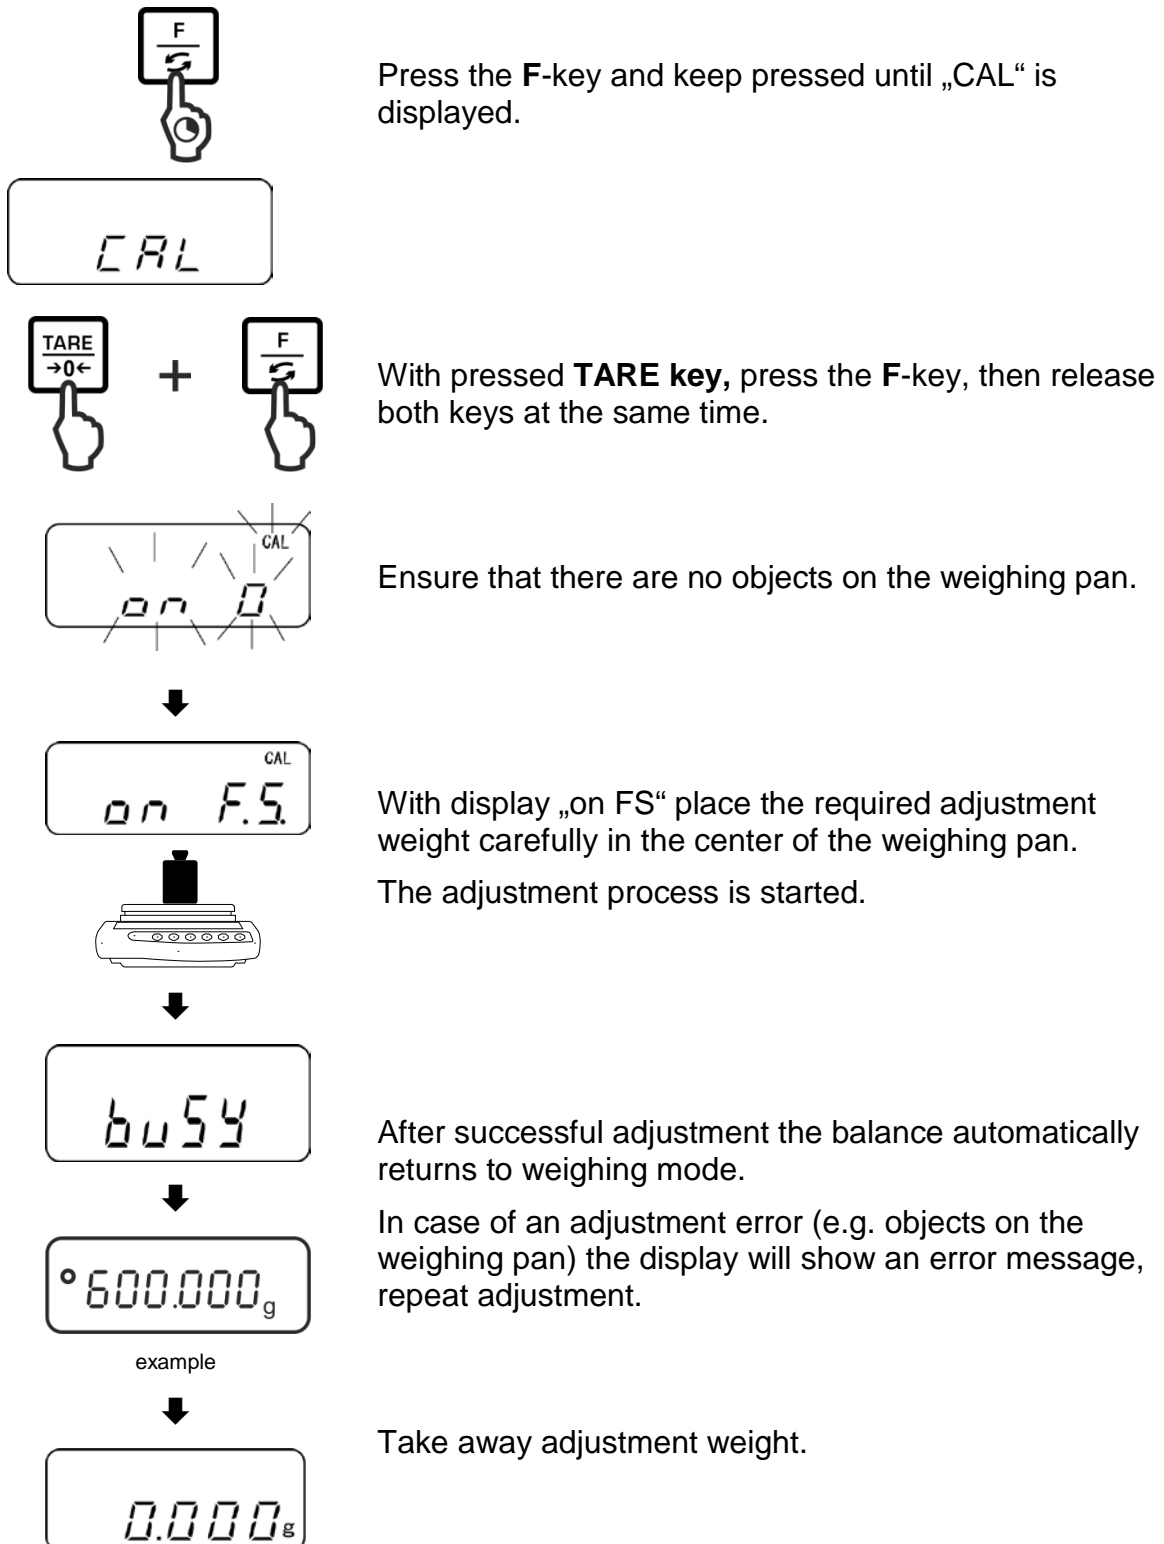 F
Press the F-key and keep pressed until „CAL“ is
displayed.
CAL
TARE
→0←
+
F
With pressed TARE key, press the F-key, then release
both keys at the same time.
CAL
on 0
Ensure that there are no objects on the weighing pan.
CAL
on F.S.
With display „on FS“ place the required adjustment
weight carefully in the center of the weighing pan.
The adjustment process is started.
buSY
After successful adjustment the balance automatically
returns to weighing mode.
In case of an adjustment error (e.g. objects on the
weighing pan) the display will show an error message,
repeat adjustment.
600.000 g
example
Take away adjustment weight.
0.000 g